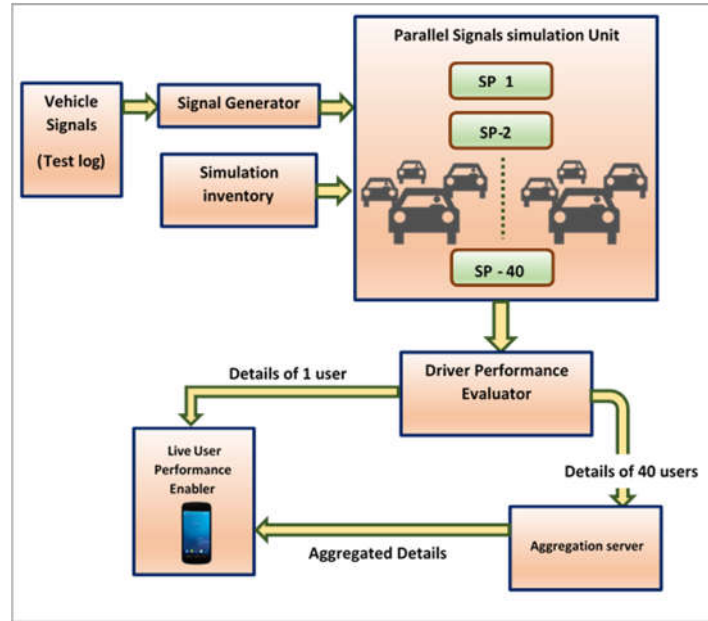 Parallel Signals simulation Unit
Vehicle
Signals
(Test log)
Signal Generator
Simulation
inventory
SP 1
SP-2
SP - 40
Driver Performance
Evaluator
Details of 1 user
Live User
Performance
Enabler
Details of 40 users
Aggregated Details
Aggregation server